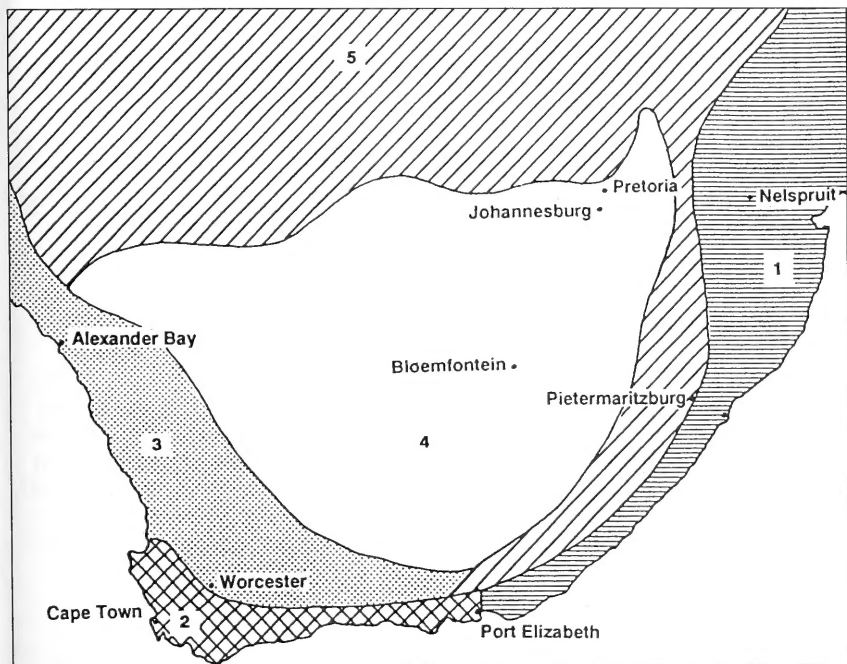 5
Pretoria
Nelspruit
Johannesburg
1
Alexander Bay
Bloemfontein
Pietermaritzburg
3
4
Worcester
Cape Town
2
Port Elizabeth